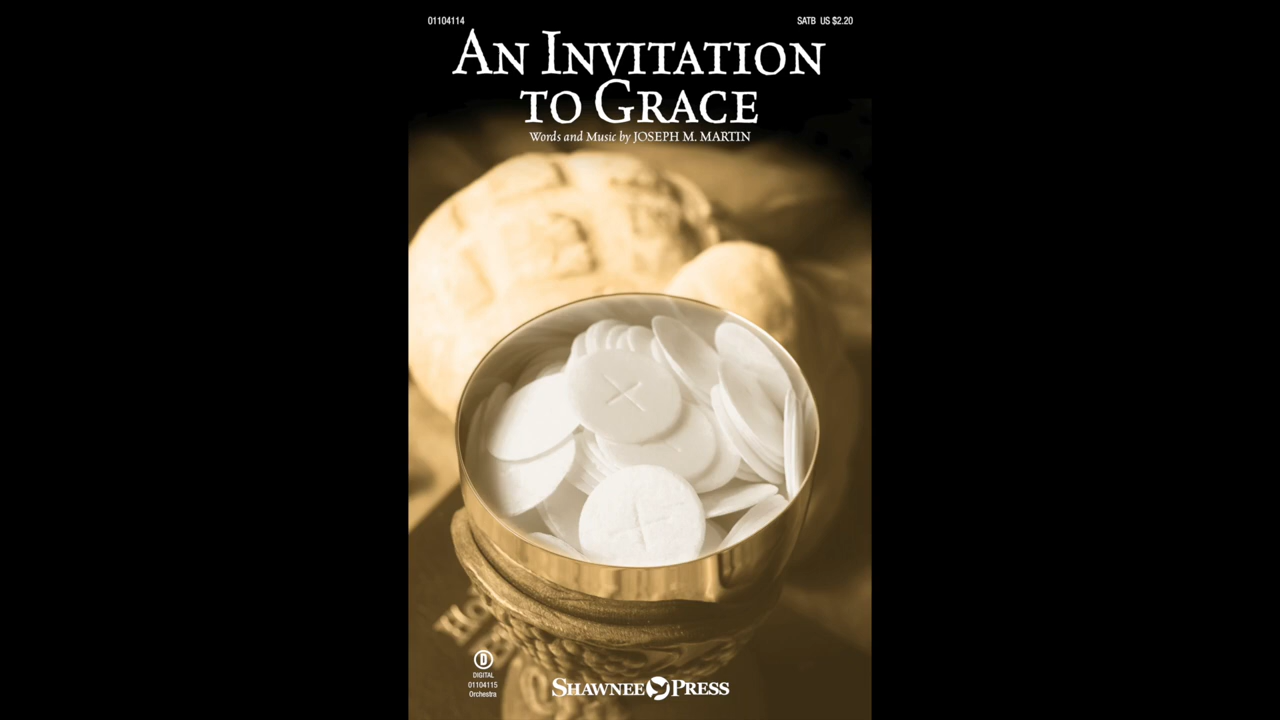 01104114
SATB US $2.20
AN INVITATION
TO GRACE
Words and Music by JOSEPH M. MARTIN
Ho
D
DIGITAL
01104115
Orchestra
SHAWNEE PRESS